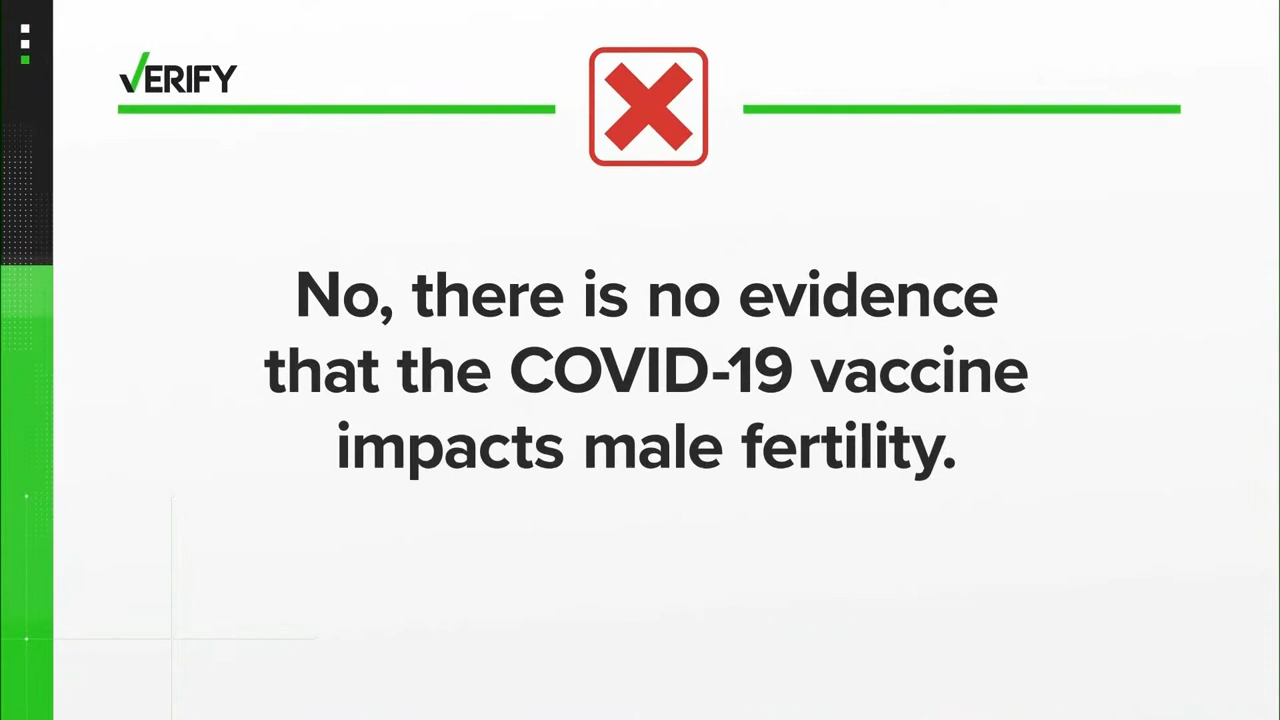 VERIFY
No, there is no evidence
that the COVID-19 vaccine
impacts male fertility.